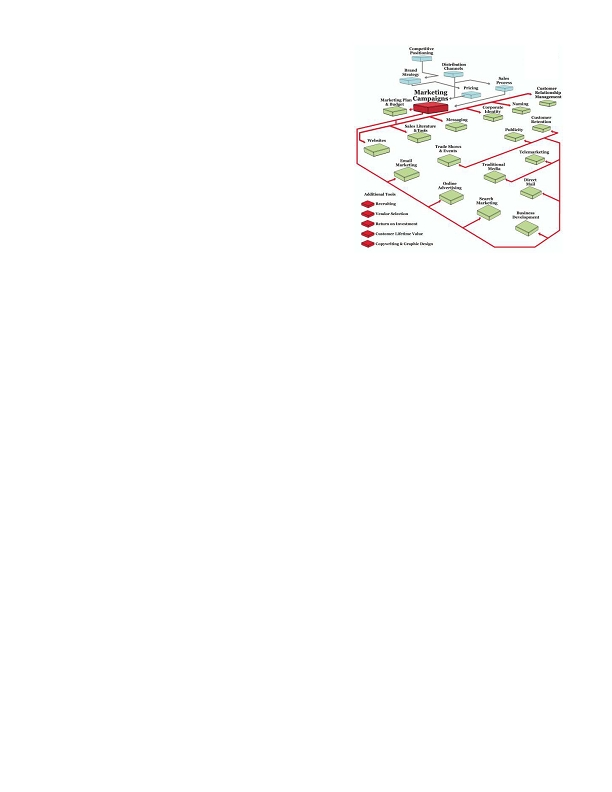 Competitive
Positioning
Distribution
Channels
Brand
Strategy
Sales
Process
Pricing
Customer
Relationship
Management
Marketing
Campaigns
Marketing Plan
& Budget
Naming
Corporate
Identity
Messaging
Customer
Retention
Sales Literature
& Tools
Publicity
Websites
Trade Shows
& Events
Telemarketing
Email
Marketing
Traditional
Media
Online
Advertising
Direct
Mail
Search
Marketing
Business
Development
Additional Tools
Recruiting
Vendor Selection
Return on Investment
Customer Lifetime Value
Copywriting & Graphic Design